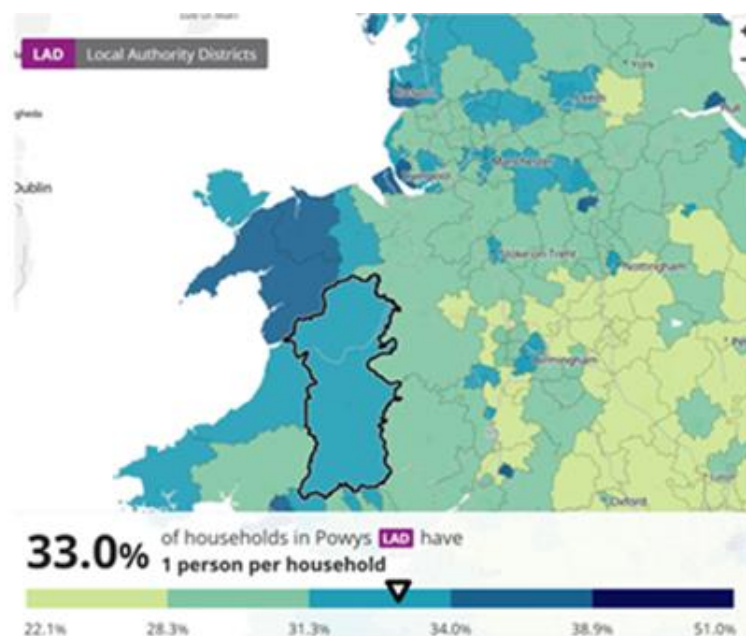 LAD Local Authority Districts
York
Leeds
Hull
Dublin
Manchester
Stoke-on-Trent
Nottingham
Birmingham
Oxford
33.0% of households in Powys LAD have
1 person per household
22.1% 28.3% 31.3% 34.0% 38.9% 51.0%